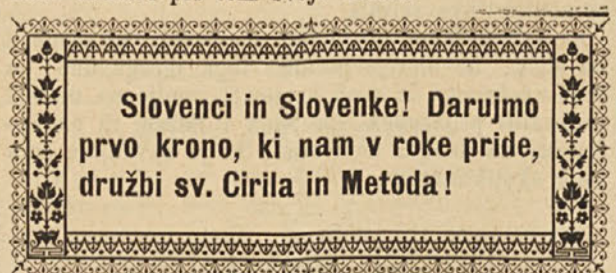 Slovenci in Slovenke! Darujmo
prvo krono, ki nam v roke pride,
družbi sv. Cirila in Metoda!